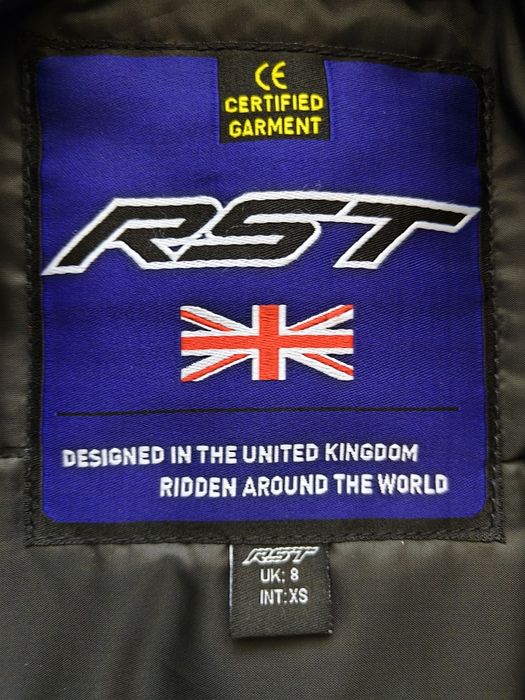 CE
CERTIFIED
GARMENT
RST
DESIGNED IN THE UNITED KINGDOM
RIDDEN AROUND THE WORLD
RST
UK: 8
INT:XS